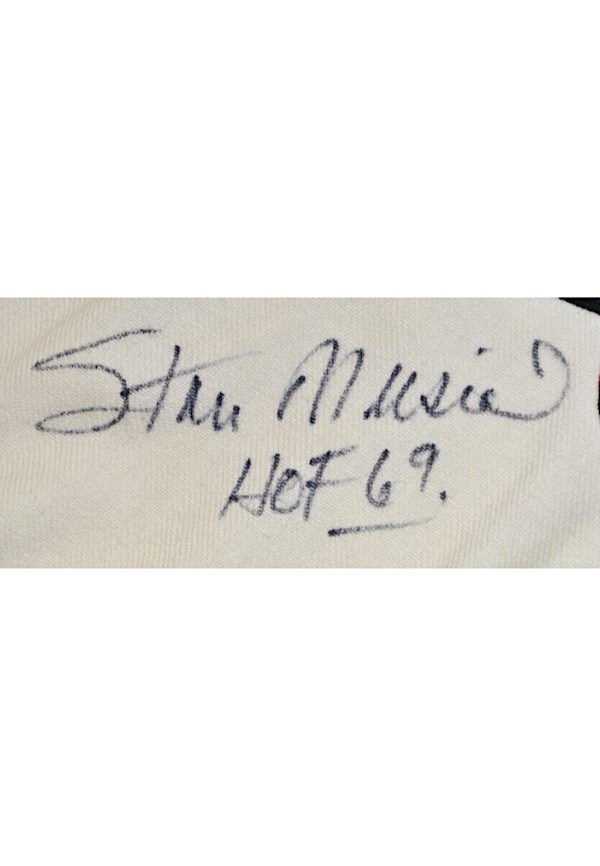 Stan Musial
HOF 69.